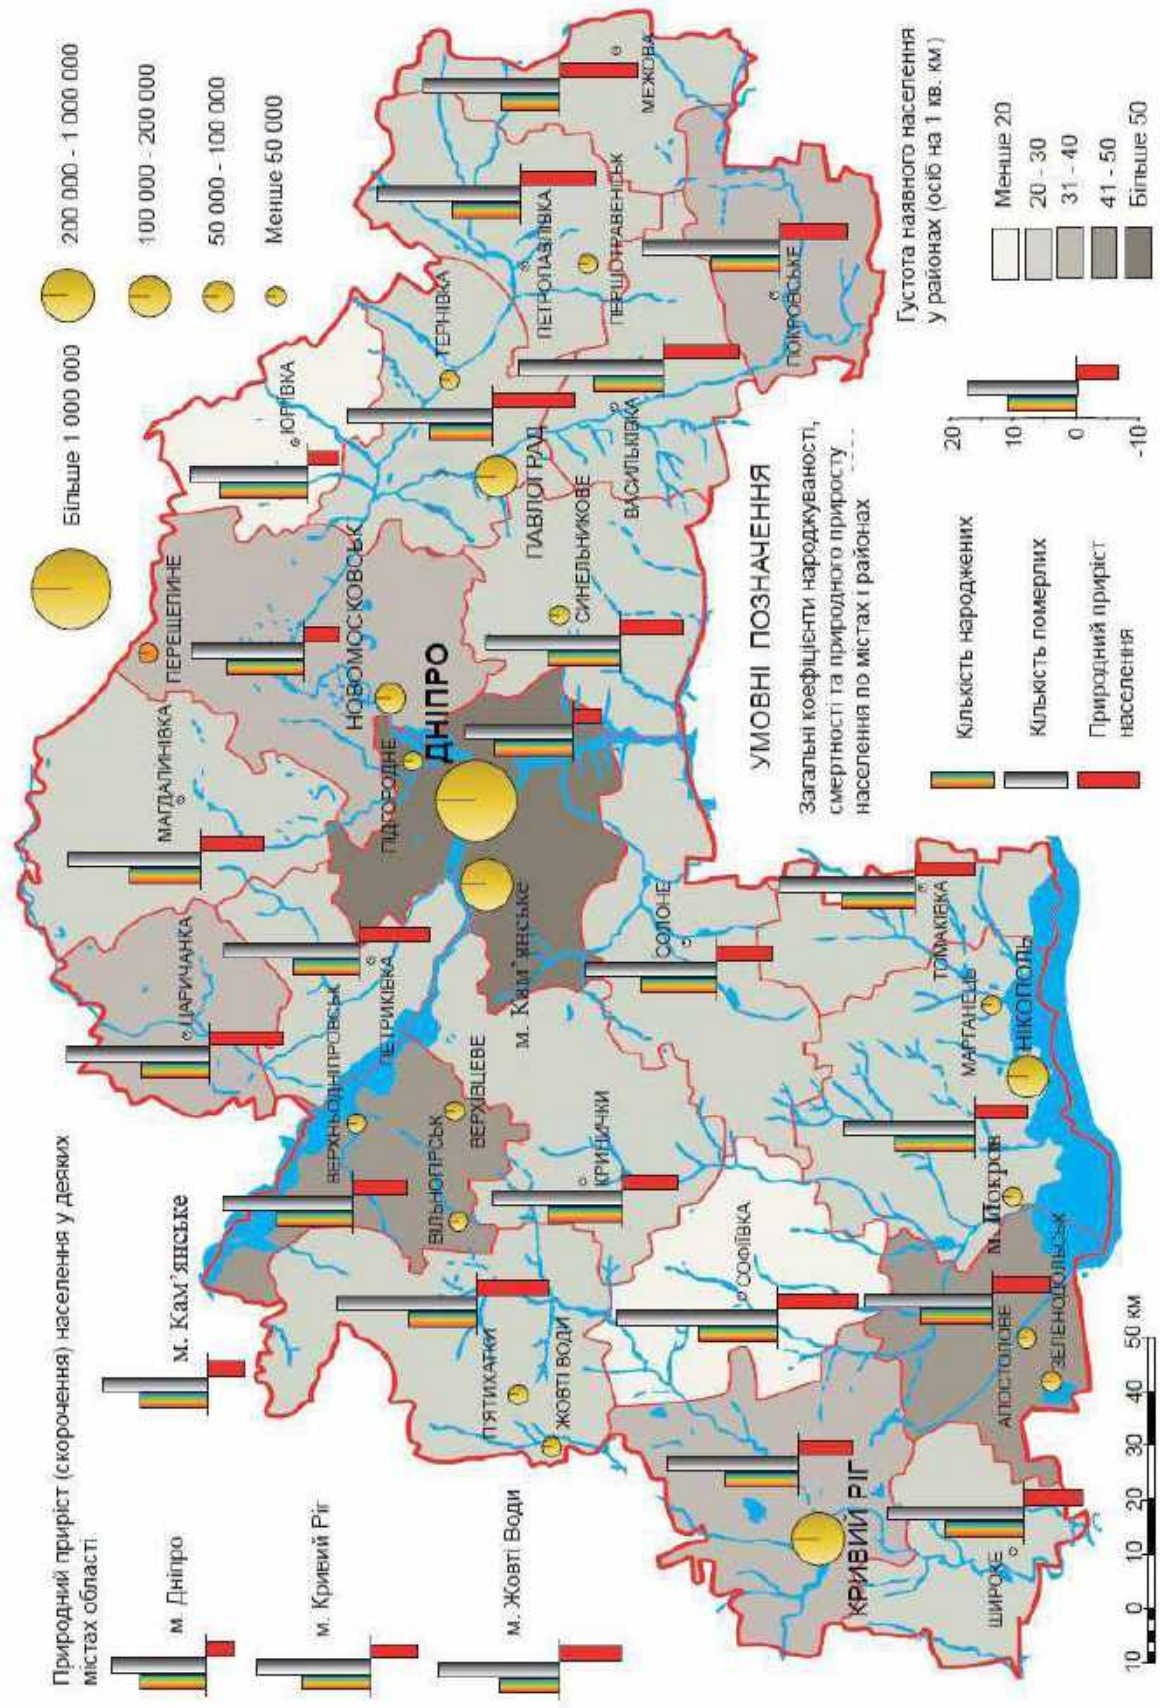 Природний приріст (скорочення) населення у деяких
містах області
м. Дніпро
м. Кам'янське
м. Кривий Ріг
м. Жовті Води
Більше 1 000 000
200 000 - 1 000 000
100 000 - 200 000
50 000 - 100 000
Менше 50 000
ЦАРИЧАНКА
МАГДАЛИНІВКА
ПЕРЕЩЕПИНЕ
ЮР'ЇВКА
ВЕРХНЬОДНІПРОВСЬК
ПЕТРИКІВКА
ПІДГОРОДНЕ
НОВОМОСКОВСЬК
ДНІПРО
ТЕРНІВКА
ВІЛЬНОГІРСЬК
ВЕРХІВЦЕВЕ
м. Кам'янське
ПАВЛОГРАД
ПЕТРОПАВЛІВКА
П'ЯТИХАТКИ
ЖОВТІ ВОДИ
КРИНИЧКИ
СИНЕЛЬНИКОВЕ
ВАСИЛЬКІВКА
ПЕРШОТРАВЕНСЬК
МЕЖОВА
СОФІЇВКА
СОЛОНЕ
ПОКРОВСЬКЕ
КРИВИЙ РІГ
ТОМАКІВКА
МАРГАНЕЦЬ
НІКОПОЛЬ
м. Покров
ШИРОКЕ
АПОСТОЛОВЕ
ЗЕЛЕНОДОЛЬСЬК
УМОВНІ ПОЗНАЧЕННЯ
Загальні коефіцієнти народжуваності,
смертності та природного приросту
населення по містах і районах
Кількість народжених
Кількість померлих
Природний приріст
населення
20
10
0
-10
Густота наявного населення
у районах (осіб на 1 кв. км)
Менше 20
20 - 30
31 - 40
41 - 50
Більше 50
10 0 10 20 30 40 50 КМ